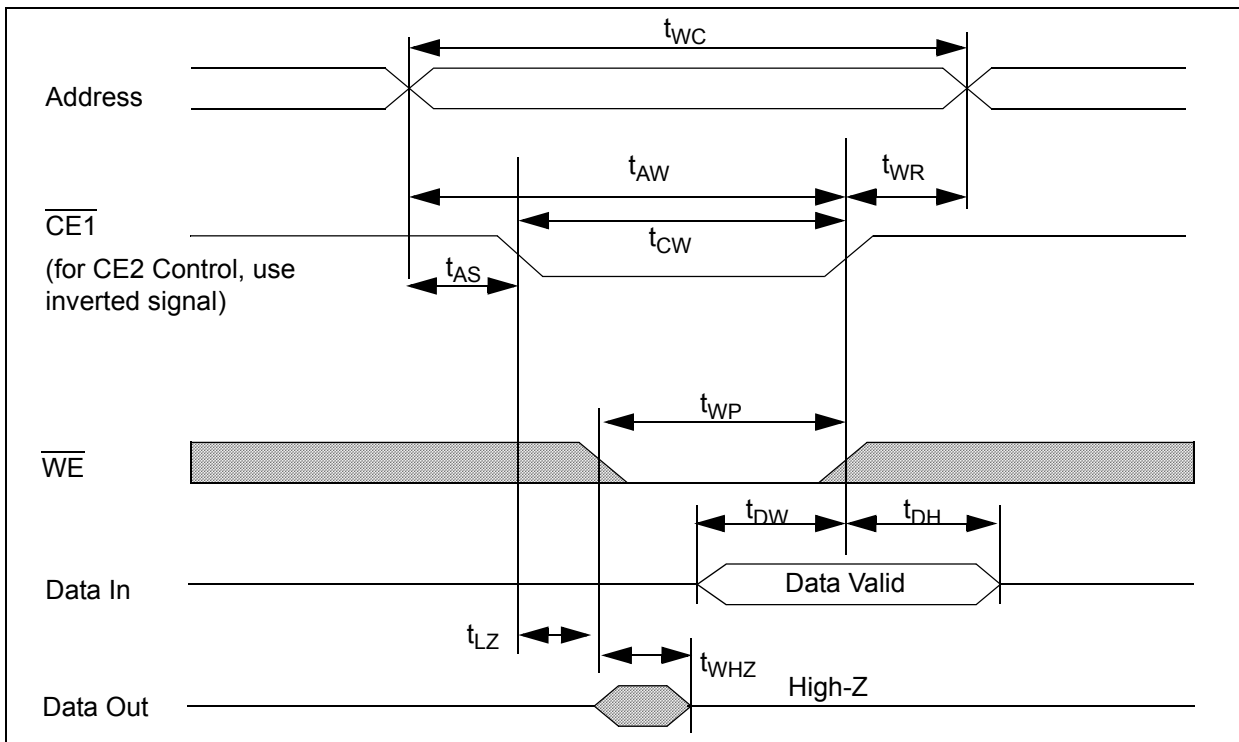 tWC
Address
tAW
tWR
CE1
tCW
(for CE2 Control, use
inverted signal)
tAS
tWP
WE
tDW
tDH
Data In
Data Valid
tLZ
tWHZ
High-Z
Data Out